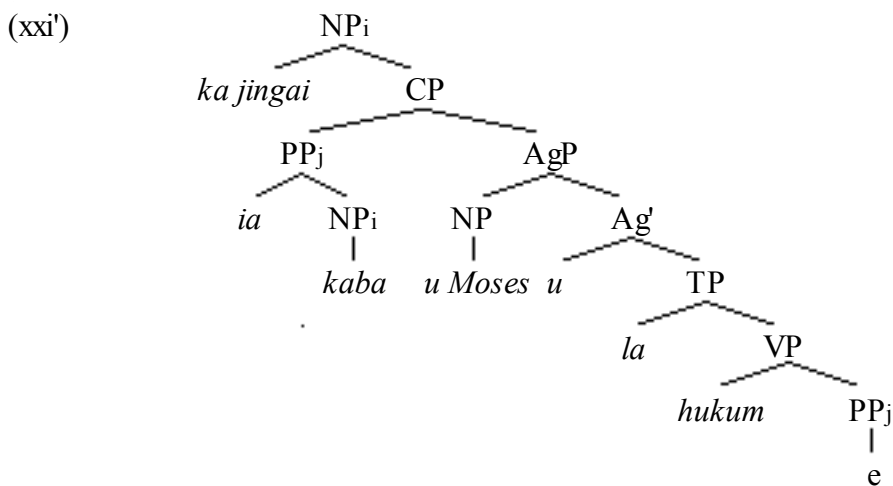 (xxi') NPi
ka jingai CP
PPj AgP
ia NPi NP Ag'
kaba u Moses u TP
la VP
hukum PPj
e